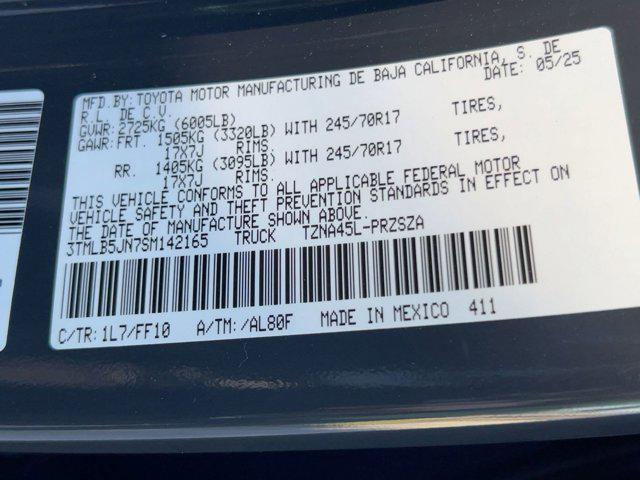 MFD.BY: TOYOTA MOTOR MANUFACTURING DE BAJA CALIFORNIA, S. DE
R.L. DE C.V. DATE: 05/25
GVWR: 2725KG (6005LB)
GAWR: FRT. 1505KG (3320LB) WITH 245/70R17 TIRES,
17X7J RIMS.
RR. 1405KG (3095LB) WITH 245/70R17 TIRES,
17X7J RIMS.
THIS VEHICLE CONFORMS TO ALL APPLICABLE FEDERAL MOTOR
VEHICLE SAFETY AND THEFT PREVENTION STANDARDS IN EFFECT ON
THE DATE OF MANUFACTURE SHOWN ABOVE.
3TMLB5JN7SM142165 TRUCK TZNA45L-PRZSZA
C/TR: 1L7/FF10 A/TM: /AL80F MADE IN MEXICO 411